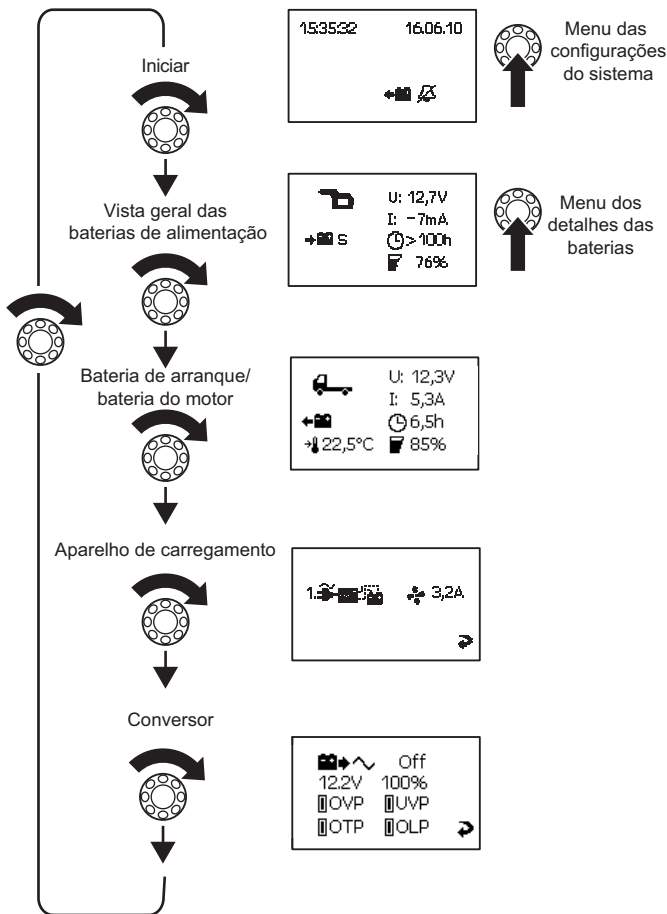 Iniciar
15:35:32 16.06.10
Menu das
configurações
do sistema
Vista geral das
baterias de alimentação
U: 12,7V
I: -7mA
S >100h
76%
Menu dos
detalhes das
baterias
Bateria de arranque/
bateria do motor
U: 12,3V
I: 5,3A
6,5h
22,5°C 85%
Aparelho de carregamento
1. 3,2A
Conversor
Off
12.2V 100%
OVP UVP
OTP OLP